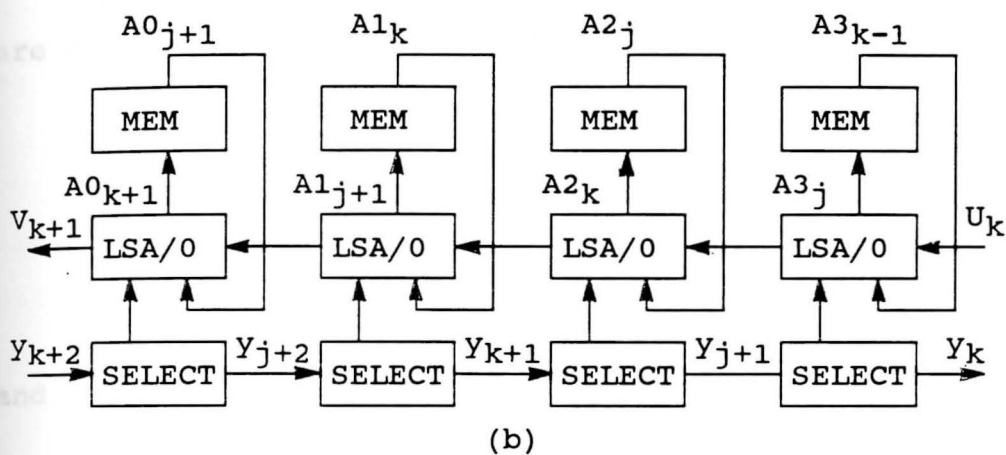 A0j+1 A1k A2j A3k-1
are
MEM MEM MEM MEM
A0k+1 A1j+1 A2k A3j
Vk+1 Uk
LSA/0 LSA/0 LSA/0 LSA/0
Yk+2 Yj+2 Yk+1 Yj+1 Yk
SELECT SELECT SELECT SELECT
and
(b)